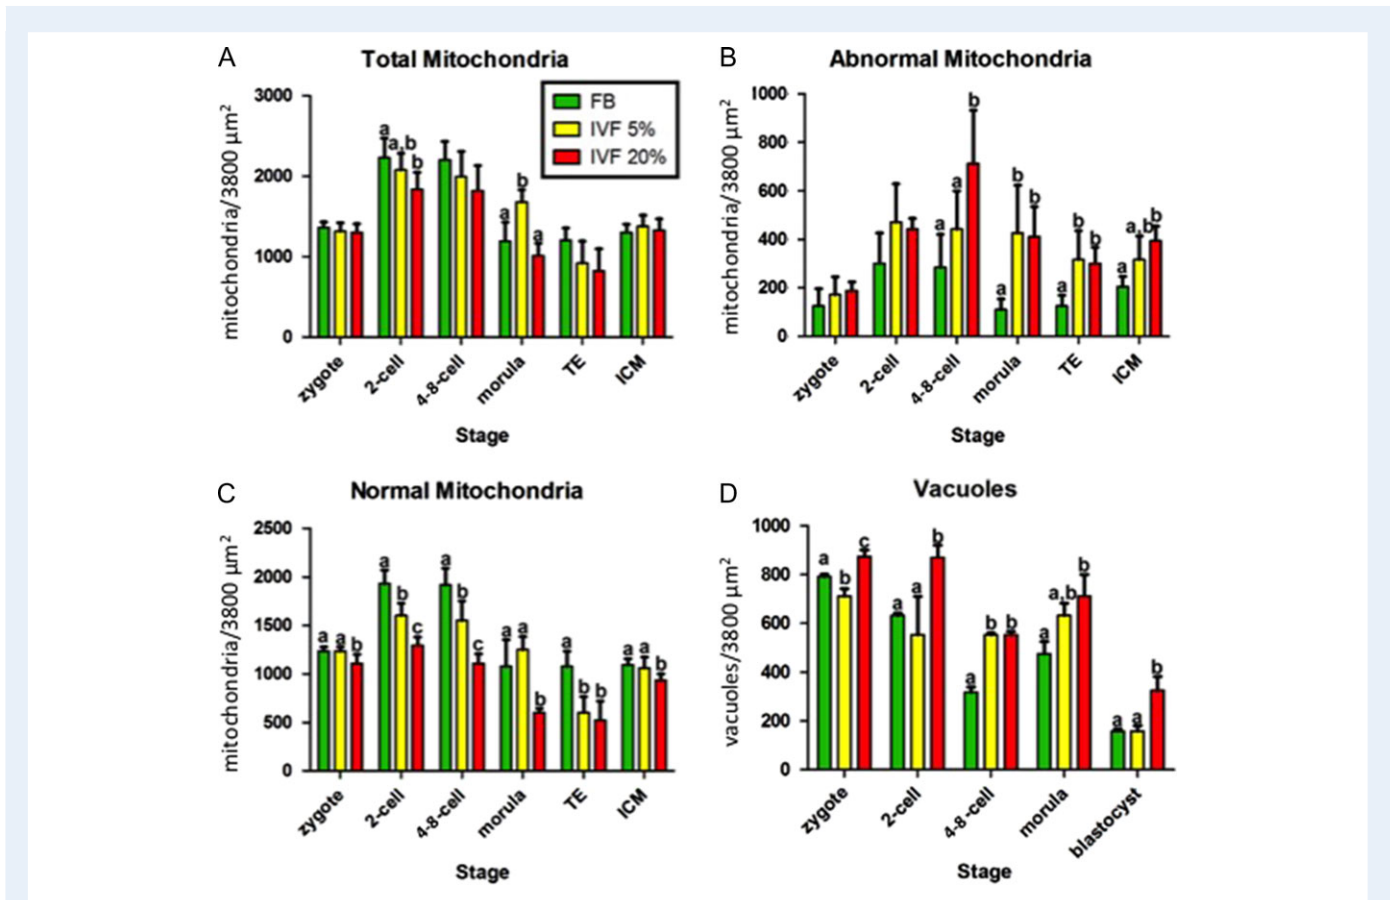 A
Total Mitochondria
mitochondria/3800 µm²
3000
2000
1000
0
FB
IVF 5%
IVF 20%
a
a,b
b
a
b
a
zygote
2-cell
4-8-cell
morula
TE
ICM
Stage
B
Abnormal Mitochondria
mitochondria/3800 µm²
1000
800
600
400
200
0
a
a
b
a
b
b
a
b
b
a
a,b
b
zygote
2-cell
4-8-cell
morula
TE
ICM
Stage
C
Normal Mitochondria
mitochondria/3800 µm²
2500
2000
1500
1000
500
0
a
a
b
a
b
c
a
b
c
a
a
b
a
b
b
a
a
b
zygote
2-cell
4-8-cell
morula
TE
ICM
Stage
D
Vacuoles
vacuoles/3800 µm²
1000
800
600
400
200
0
a
b
c
a
a
b
a
b
b
a
a,b
b
a
a
b
zygote
2-cell
4-8-cell
morula
blastocyst
Stage